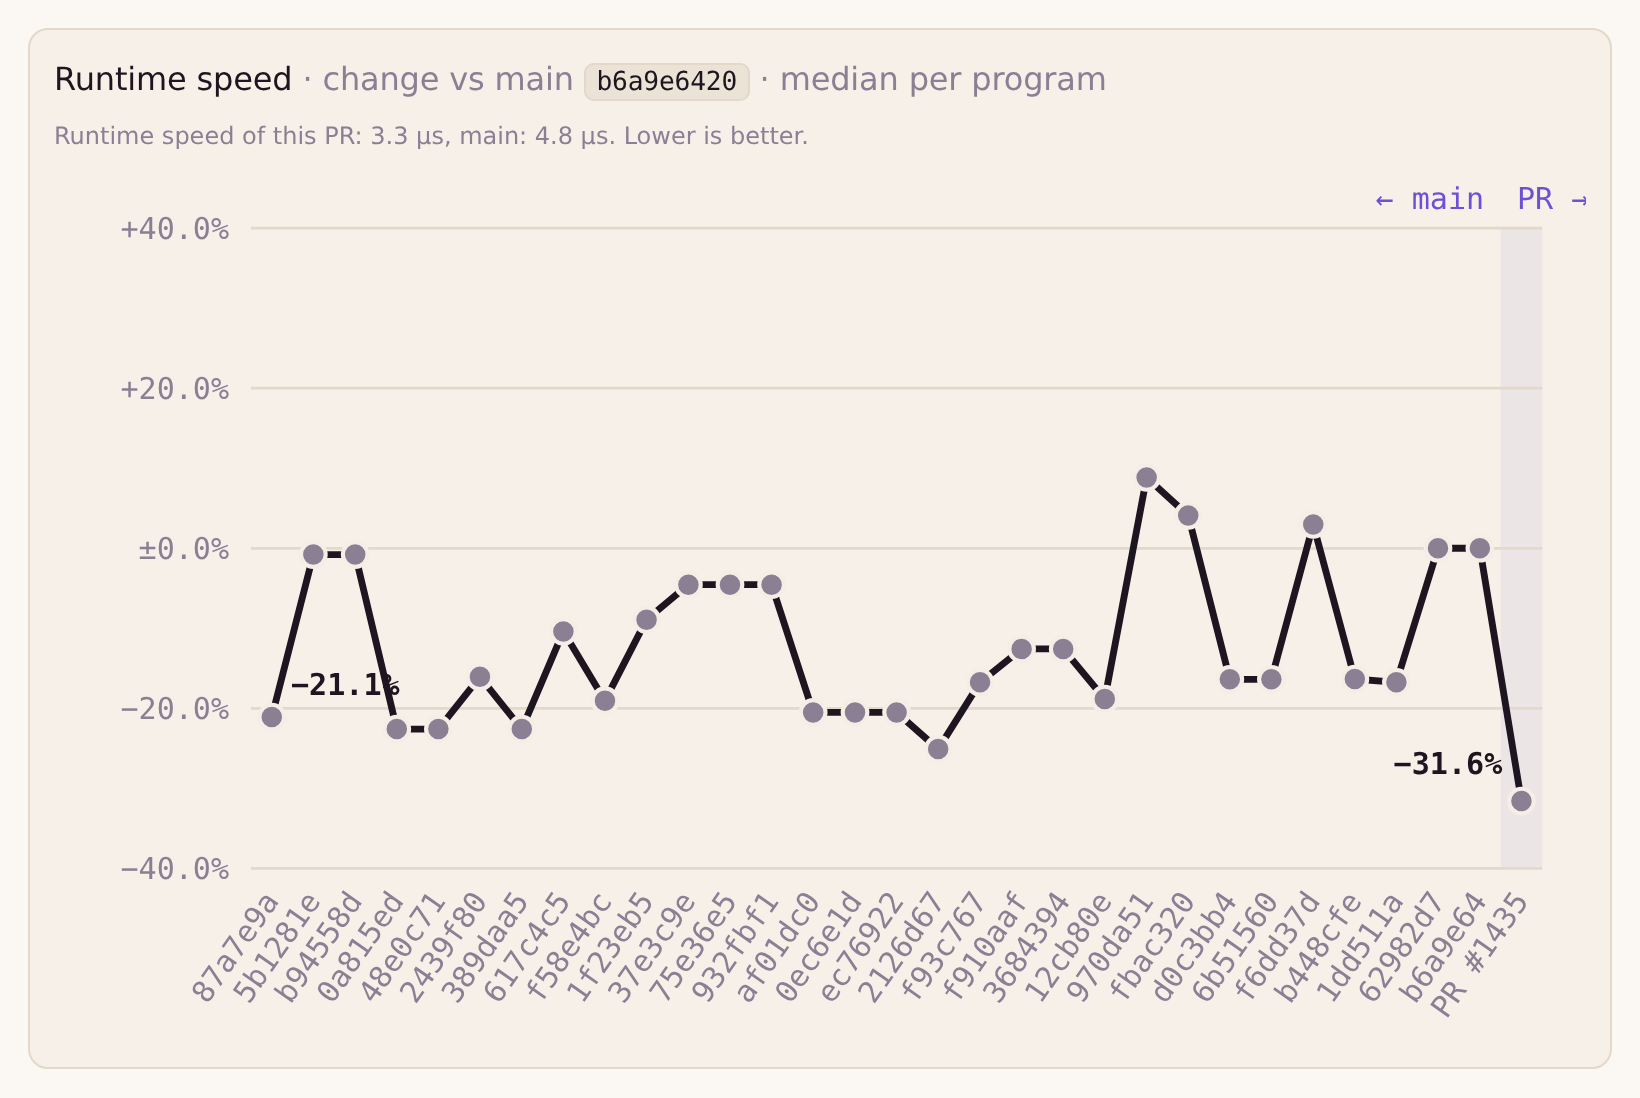 Runtime speed · change vs main b6a9e6420 · median per program
Runtime speed of this PR: 3.3 µs, main: 4.8 µs. Lower is better.
← main PR →
+40.0%
+20.0%
±0.0%
−20.0%
−40.0%
−21.1%
−31.6%
87a7e9a
5b1281e
b94558d
0a815ed
48e0c71
2439f80
389daa5
617c4c5
f58e4bc
1f23eb5
37e3c9e
75e36e5
932fbf1
af01dc0
0ec6e1d
ec76922
2126d67
f93c767
f910aaf
3684394
12cb80e
970da51
fbac320
d0c3bb4
6b51560
f6dd37d
b448cfe
1dd511a
62982d7
b6a9e64
PR #1435